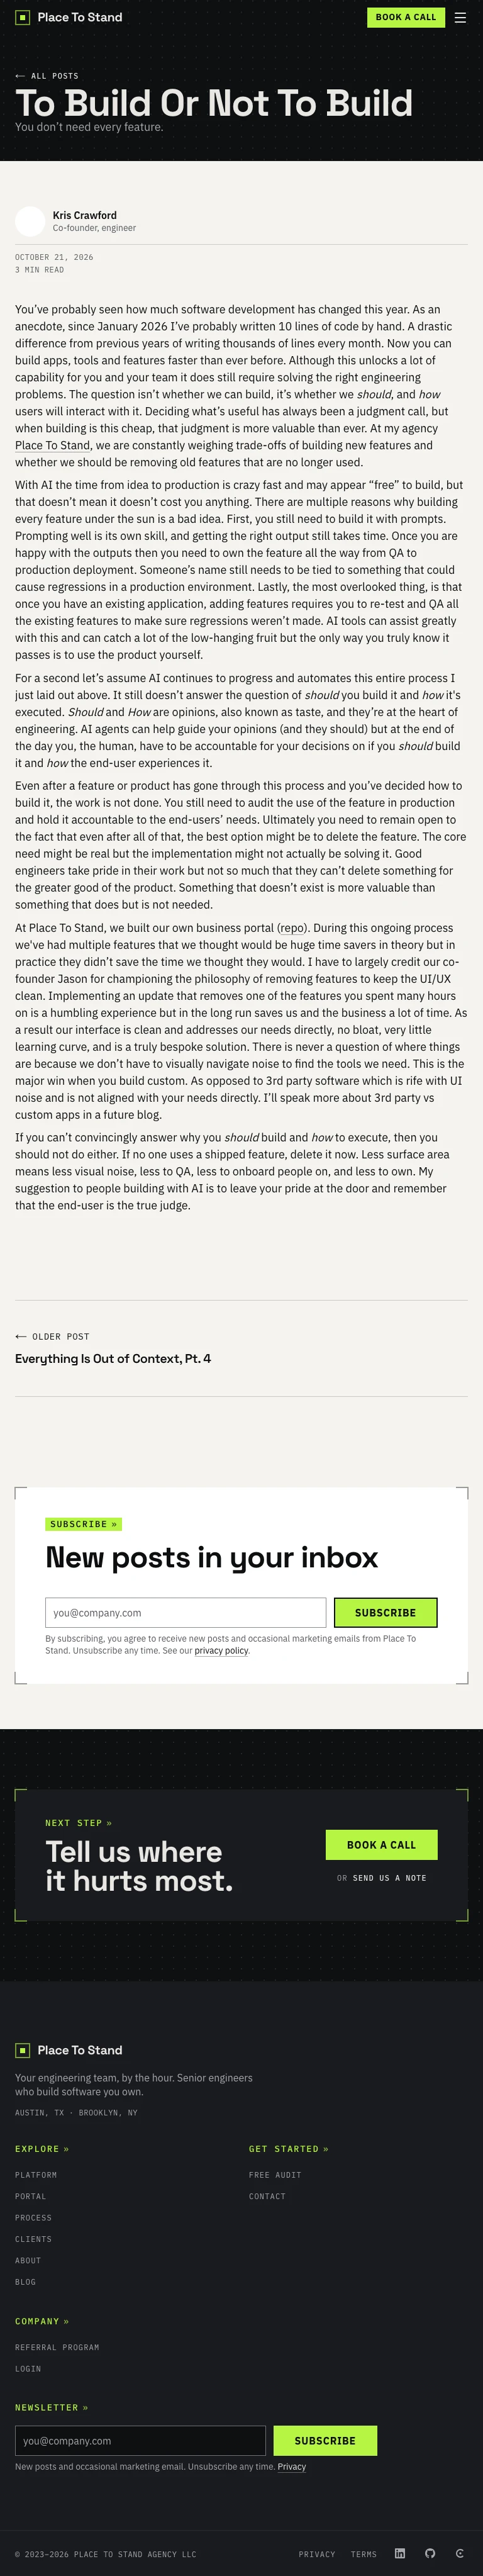 Place To Stand
BOOK A CALL
← ALL POSTS
To Build Or Not To Build
You don’t need every feature.
Kris Crawford
Co-founder, engineer
OCTOBER 21, 2026
3 MIN READ
You’ve probably seen how much software development has changed this year. As an
anecdote, since January 2026 I’ve probably written 10 lines of code by hand. A drastic
difference from previous years of writing thousands of lines every month. Now you can
build apps, tools and features faster than ever before. Although this unlocks a lot of
capability for you and your team it does still require solving the right engineering
problems. The question isn’t whether we can build, it’s whether we should, and how
users will interact with it. Deciding what’s useful has always been a judgment call, but
when building is this cheap, that judgment is more valuable than ever. At my agency
Place To Stand, we are constantly weighing trade-offs of building new features and
whether we should be removing old features that are no longer used.
With AI the time from idea to production is crazy fast and may appear “free” to build, but
that doesn’t mean it doesn’t cost you anything. There are multiple reasons why building
every feature under the sun is a bad idea. First, you still need to build it with prompts.
Prompting well is its own skill, and getting the right output still takes time. Once you are
happy with the outputs then you need to own the feature all the way from QA to
production deployment. Someone’s name still needs to be tied to something that could
cause regressions in a production environment. Lastly, the most overlooked thing, is that
once you have an existing application, adding features requires you to re-test and QA all
the existing features to make sure regressions weren’t made. AI tools can assist greatly
with this and can catch a lot of the low-hanging fruit but the only way you truly know it
passes is to use the product yourself.
For a second let’s assume AI continues to progress and automates this entire process I
just laid out above. It still doesn’t answer the question of should you build it and how it's
executed. Should and How are opinions, also known as taste, and they’re at the heart of
engineering. AI agents can help guide your opinions (and they should) but at the end of
the day you, the human, have to be accountable for your decisions on if you should build
it and how the end-user experiences it.
Even after a feature or product has gone through this process and you’ve decided how to
build it, the work is not done. You still need to audit the use of the feature in production
and hold it accountable to the end-users’ needs. Ultimately you need to remain open to
the fact that even after all of that, the best option might be to delete the feature. The core
need might be real but the implementation might not actually be solving it. Good
engineers take pride in their work but not so much that they can’t delete something for
the greater good of the product. Something that doesn’t exist is more valuable than
something that does but is not needed.
At Place To Stand, we built our own business portal (repo). During this ongoing process
we've had multiple features that we thought would be huge time savers in theory but in
practice they didn’t save the time we thought they would. I have to largely credit our co-
founder Jason for championing the philosophy of removing features to keep the UI/UX
clean. Implementing an update that removes one of the features you spent many hours
on is a humbling experience but in the long run saves us and the business a lot of time. As
a result our interface is clean and addresses our needs directly, no bloat, very little
learning curve, and is a truly bespoke solution. There is never a question of where things
are because we don’t have to visually navigate noise to find the tools we need. This is the
major win when you build custom. As opposed to 3rd party software which is rife with UI
noise and is not aligned with your needs directly. I’ll speak more about 3rd party vs
custom apps in a future blog.
If you can’t convincingly answer why you should build and how to execute, then you
should not do either. If no one uses a shipped feature, delete it now. Less surface area
means less visual noise, less to QA, less to onboard people on, and less to own. My
suggestion to people building with AI is to leave your pride at the door and remember
that the end-user is the true judge.
← OLDER POST
Everything Is Out of Context, Pt. 4
SUBSCRIBE »
New posts in your inbox
you@company.com
SUBSCRIBE
By subscribing, you agree to receive new posts and occasional marketing emails from Place To
Stand. Unsubscribe any time. See our privacy policy.
NEXT STEP »
Tell us where
it hurts most.
BOOK A CALL
OR SEND US A NOTE
Place To Stand
Your engineering team, by the hour. Senior engineers
who build software you own.
AUSTIN, TX · BROOKLYN, NY
EXPLORE »
PLATFORM
PORTAL
PROCESS
CLIENTS
ABOUT
BLOG
GET STARTED »
FREE AUDIT
CONTACT
COMPANY »
REFERRAL PROGRAM
LOGIN
NEWSLETTER »
you@company.com
SUBSCRIBE
New posts and occasional marketing email. Unsubscribe any time. Privacy
© 2023–2026 PLACE TO STAND AGENCY LLC
PRIVACY
TERMS